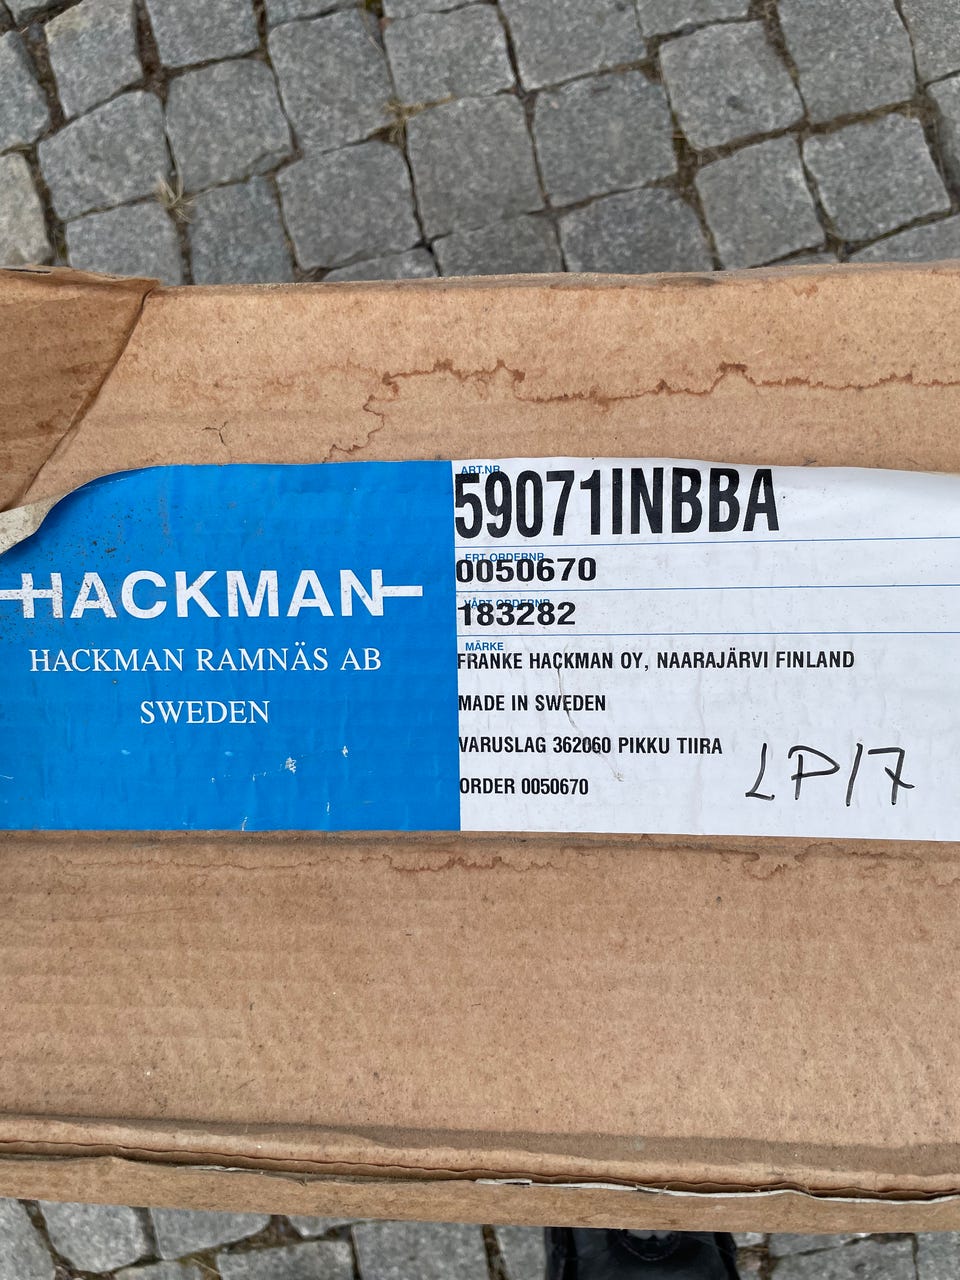 HACKMAN
HACKMAN RAMNÄS AB
SWEDEN
ART.NR
59071INBBA
ERT ORDERNR
0050670
VÅRT ORDERNR
183282
MÄRKE
FRANKE HACKMAN OY, NAARAJÄRVI FINLAND
MADE IN SWEDEN
VARUSLAG 362060 PIKKU TIIRA
ORDER 0050670
LP17